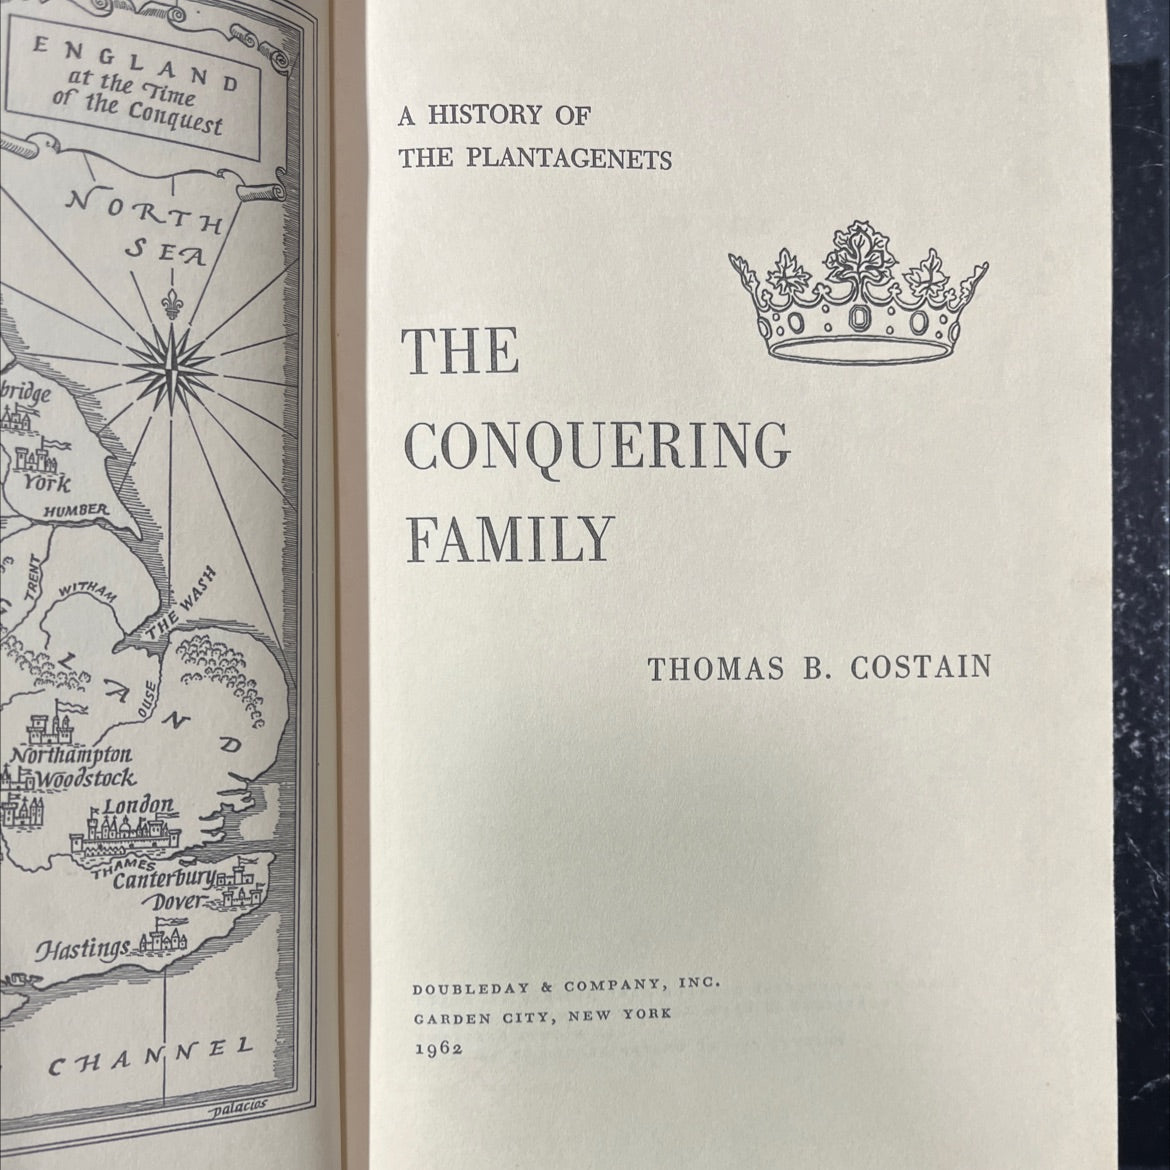 ENGLAND
at the Time
of the Conquest
NORTH
SEA
bridge
York
HUMBER
TRENT
WITHAM
THE WASH
OUSE
LAND
Northampton
Woodstock
London
THAMES
Canterbury
Dover
Hastings
CHANNEL
palacios
A HISTORY OF
THE PLANTAGENETS
THE
CONQUERING
FAMILY
THOMAS B. COSTAIN
DOUBLEDAY & COMPANY, INC.
GARDEN CITY, NEW YORK
1962